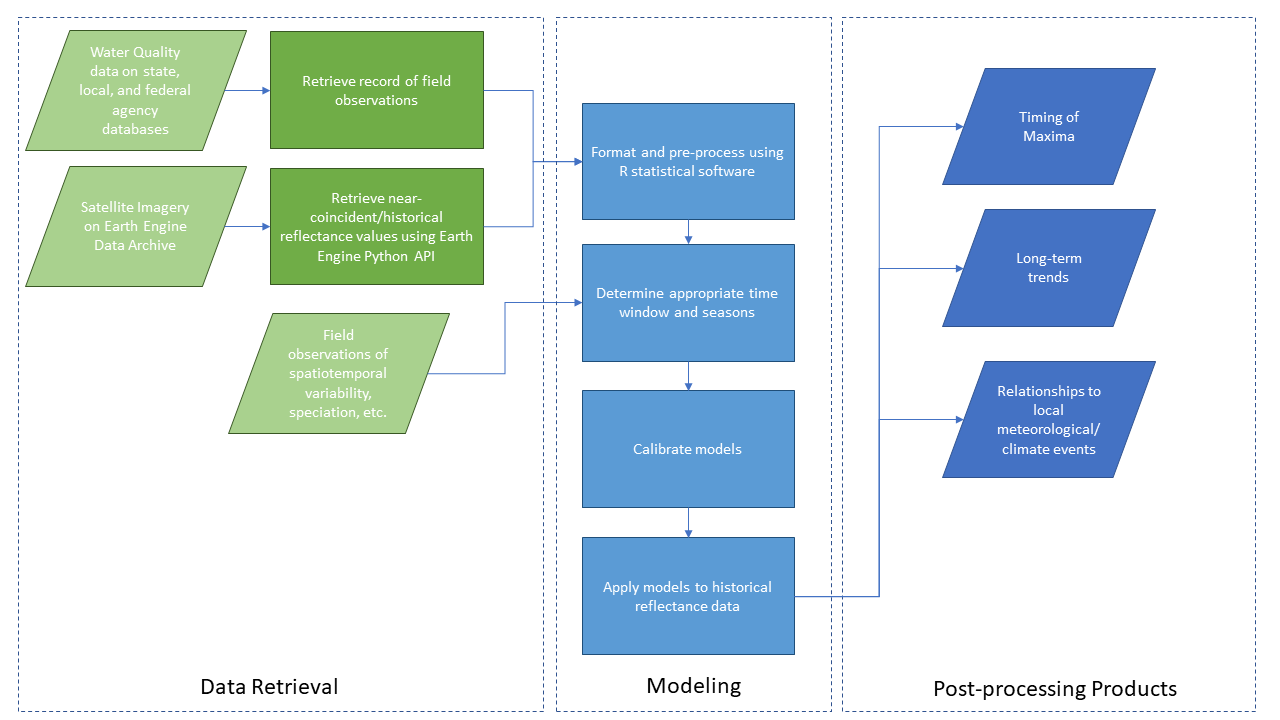 Water Quality
data on state,
local, and federal
agency
databases
Retrieve record of field
observations
Satellite Imagery
on Earth Engine
Data Archive
Retrieve near-
coincident/historical
reflectance values using Earth
Engine Python API
Field
observations of
spatiotemporal
variability,
speciation, etc.
Data Retrieval
Format and pre-process using
R statistical software
Determine appropriate time
window and seasons
Calibrate models
Apply models to historical
reflectance data
Modeling
Timing of
Maxima
Long-term
trends
Relationships to
local
meteorological/
climate events
Post-processing Products